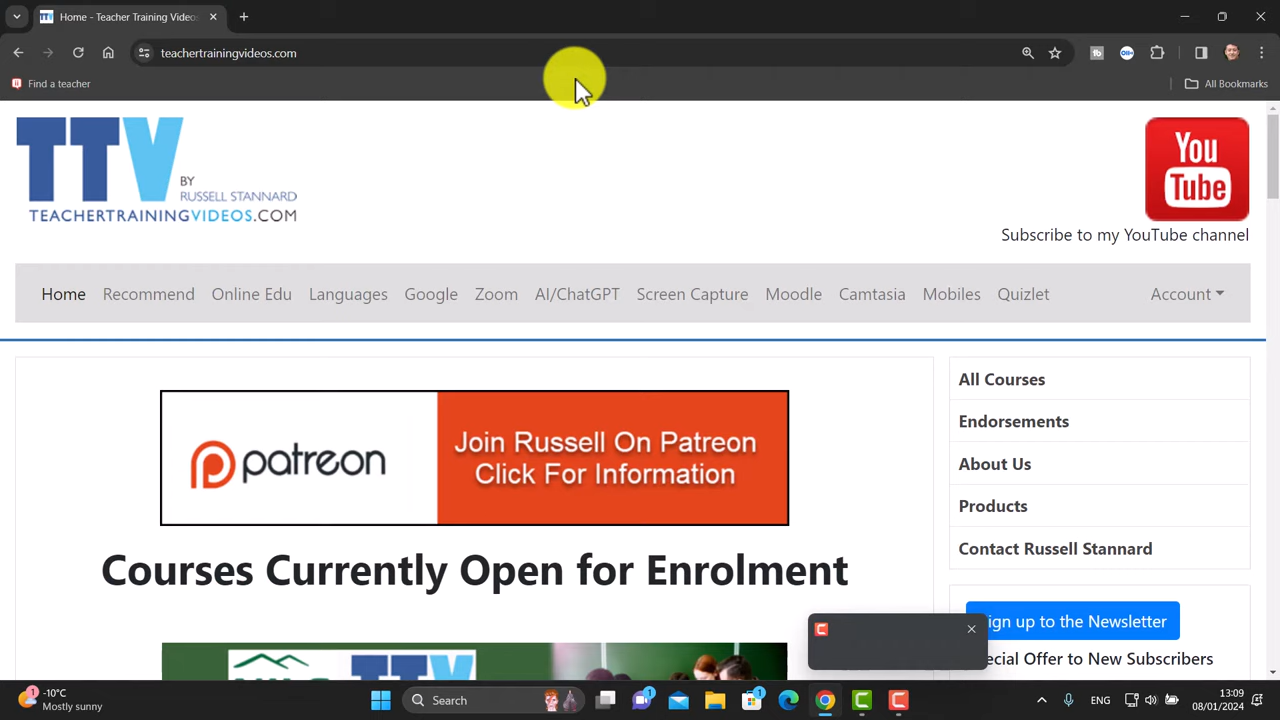 Home - Teacher Training Videos
teachertrainingvideos.com
Find a teacher
All Bookmarks
TTV
BY
RUSSELL STANNARD
TEACHERTRAININGVIDEOS.COM
You
Tube
Subscribe to my YouTube channel
Home Recommend Online Edu Languages Google Zoom AI/ChatGPT Screen Capture Moodle Camtasia Mobiles Quizlet Account
patreon
Join Russell On Patreon
Click For Information
Courses Currently Open for Enrolment
TTV
All Courses
Endorsements
About Us
Products
Contact Russell Stannard
ign up to the Newsletter
ecial Offer to New Subscribers
-10°C
Mostly sunny
Search
ENG
13:09
08/01/2024